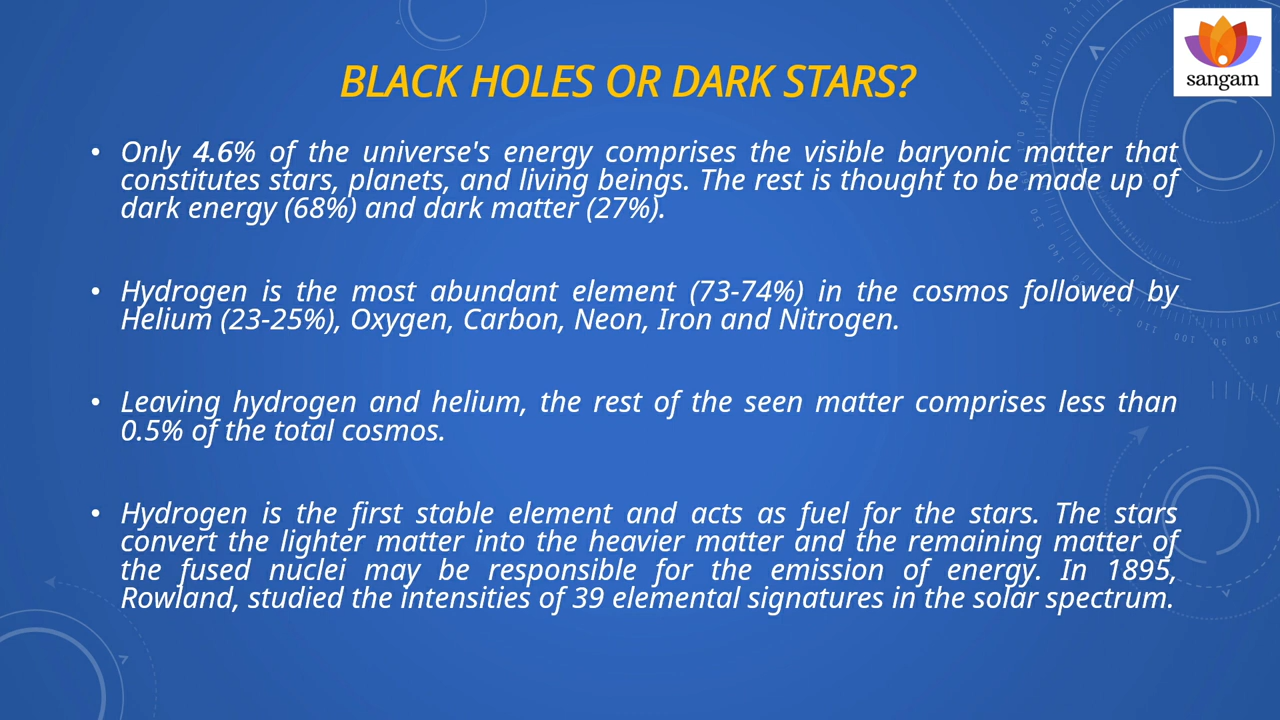 sangam
BLACK HOLES OR DARK STARS?
• Only 4.6% of the universe's energy comprises the visible baryonic matter that
constitutes stars, planets, and living beings. The rest is thought to be made up of
dark energy (68%) and dark matter (27%).
• Hydrogen is the most abundant element (73-74%) in the cosmos followed by
Helium (23-25%), Oxygen, Carbon, Neon, Iron and Nitrogen.
• Leaving hydrogen and helium, the rest of the seen matter comprises less than
0.5% of the total cosmos.
• Hydrogen is the first stable element and acts as fuel for the stars. The stars
convert the lighter matter into the heavier matter and the remaining matter of
the fused nuclei may be responsible for the emission of energy. In 1895,
Rowland, studied the intensities of 39 elemental signatures in the solar spectrum.